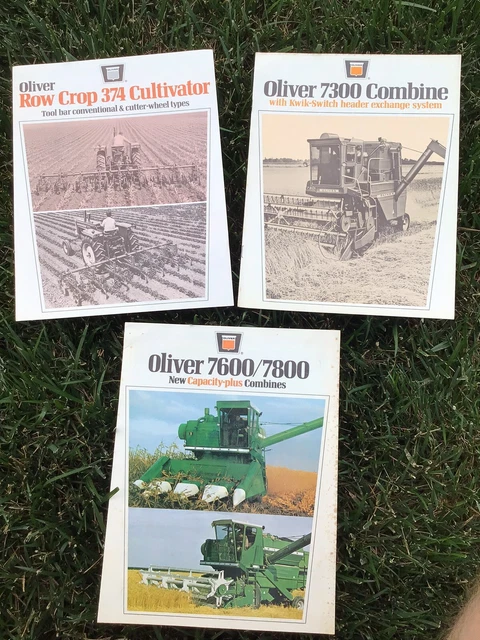 Oliver
Row Crop 374 Cultivator
Tool bar conventional & cutter-wheel types
Oliver 7300 Combine
with Kwik-Switch header exchange system
Oliver 7600/7800
New Capacity-plus Combines